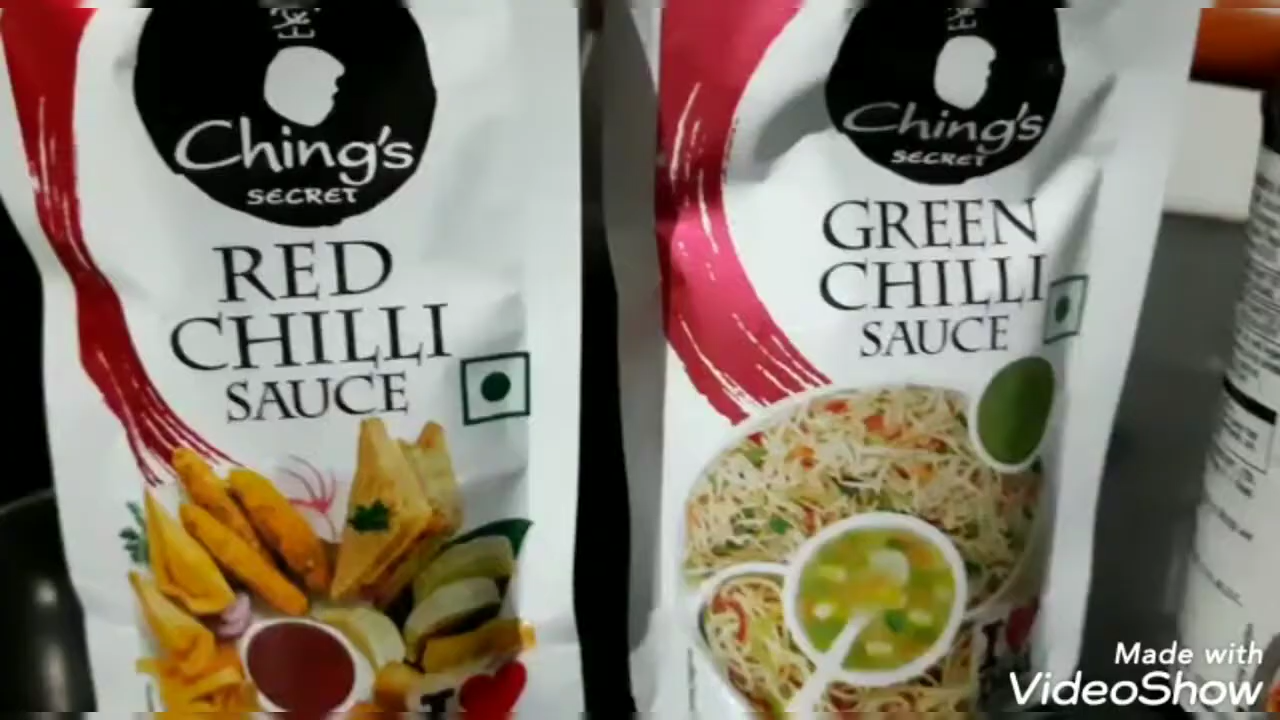 Ching's
SECRET
RED
CHILLI
SAUCE
Ching's
SECRET
GREEN
CHILLI
SAUCE
I
Made with
VideoShow